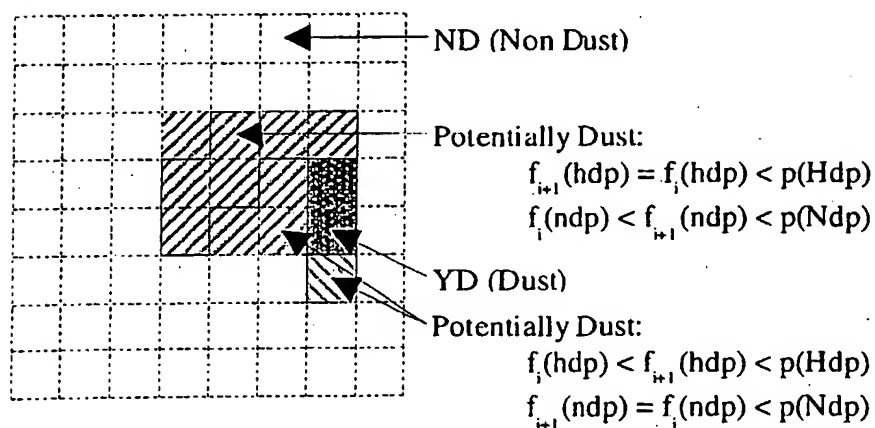 ND (Non Dust)
Potentially Dust:
f_{i+1}(hdp) = f_i(hdp) < p(Hdp)
f_i(ndp) < f_{i+1}(ndp) < p(Ndp)
YD (Dust)
Potentially Dust:
f_i(hdp) < f_{i+1}(hdp) < p(Hdp)
f_{i+1}(ndp) = f_i(ndp) < p(Ndp)